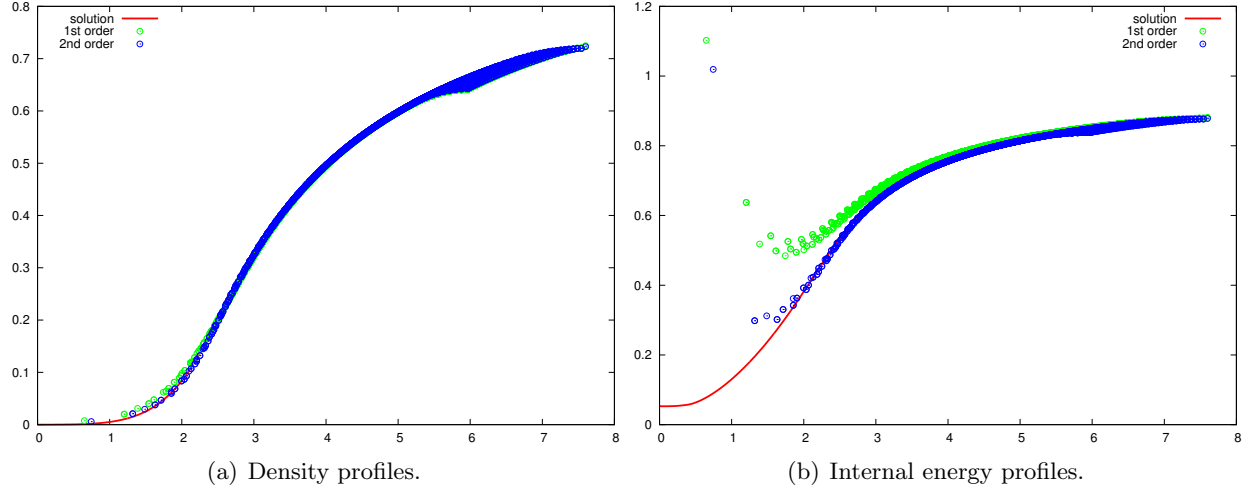 solution
1st order
2nd order
0.8
0.7
0.6
0.5
0.4
0.3
0.2
0.1
0
0 1 2 3 4 5 6 7 8
(a) Density profiles.
solution
1st order
2nd order
1.2
1
0.8
0.6
0.4
0.2
0
0 1 2 3 4 5 6 7 8
(b) Internal energy profiles.